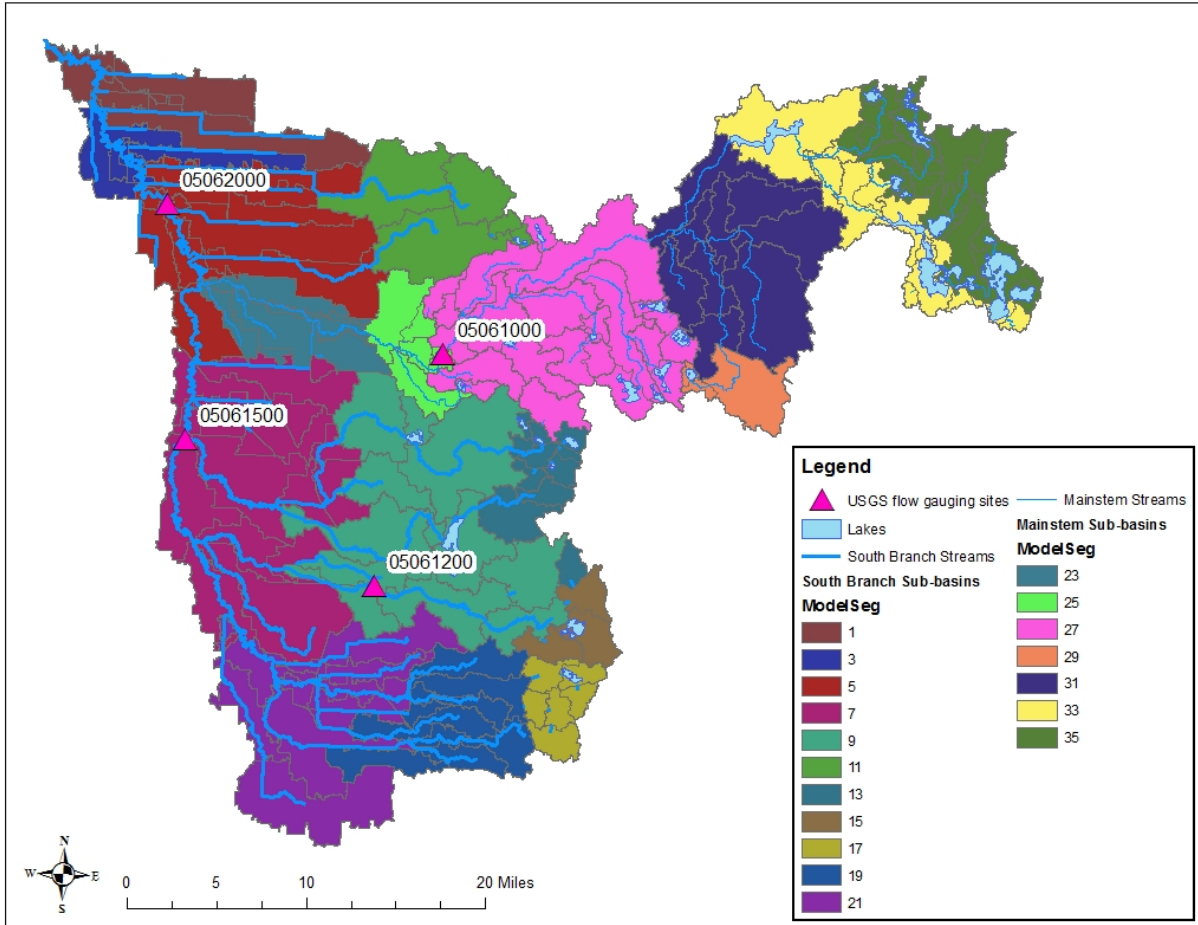 05062000
05061000
05061500
05061200
Legend
USGS flow gauging sites
Lakes
South Branch Streams
South Branch Sub-basins
ModelSeg
1
3
5
7
9
11
13
15
17
19
21
Mainstem Streams
Mainstem Sub-basins
ModelSeg
23
25
27
29
31
33
35
N
W E
S
0 5 10 20 Miles